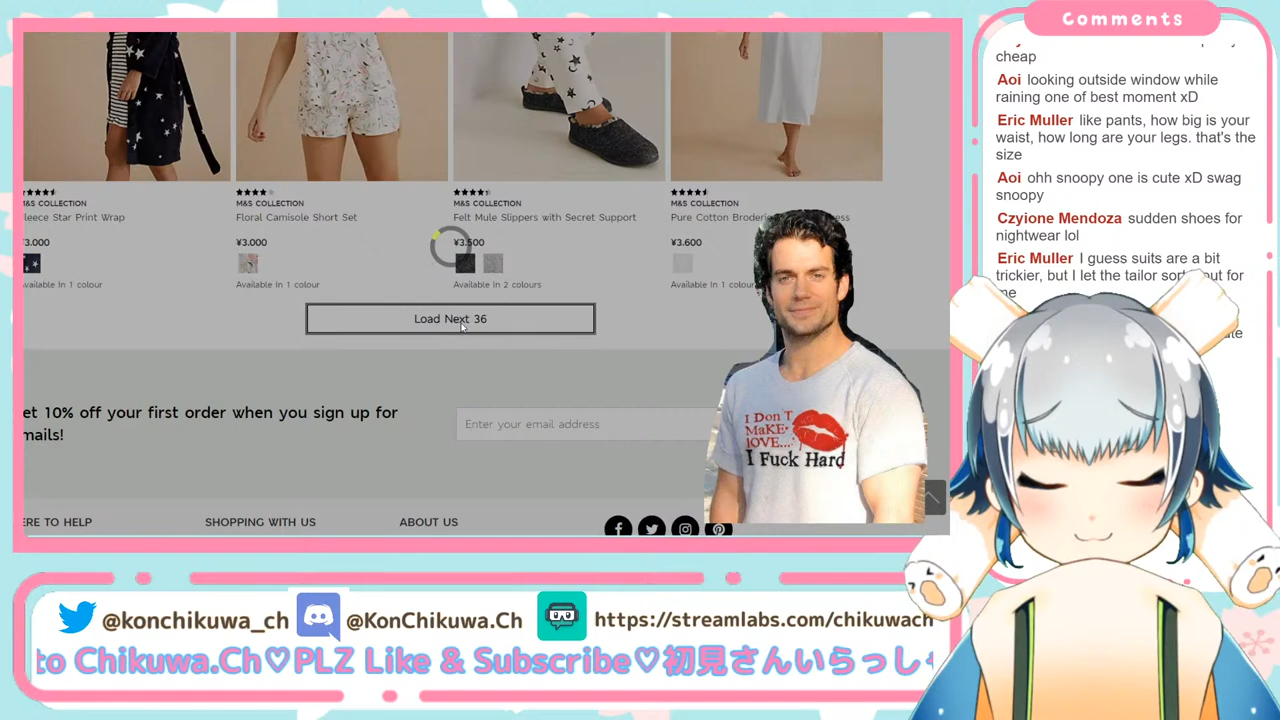 Comments
cheap
Aoi looking outside window while
raining one of best moment xD
Eric Muller like pants, how big is your
waist, how long are your legs. that's the
size
Aoi ohh snoopy one is cute xD swag
snoopy
Czyione Mendoza sudden shoes for
nightwear lol
Eric Muller I guess suits are a bit
trickier, but I let the tailor sort out for
me
M&S COLLECTION
leece Star Print Wrap
¥3.000
Available In 1 colour
M&S COLLECTION
Floral Camisole Short Set
¥3.000
Available In 1 colour
M&S COLLECTION
Felt Mule Slippers with Secret Support
¥3.500
Available In 2 colours
M&S COLLECTION
Pure Cotton Broderie
¥3.600
Available In 1 colour
Load Next 36
et 10% off your first order when you sign up for
mails!
Enter your email address
I DON'T
MaKE
lOVE...
I Fuck Hard
ERE TO HELP
SHOPPING WITH US
ABOUT US
@konchikuwa_ch
@KonChikuwa.Ch
https://streamlabs.com/chikuwach
to Chikuwa.Ch♡PLZ Like & Subscribe♡初見さんいらっし